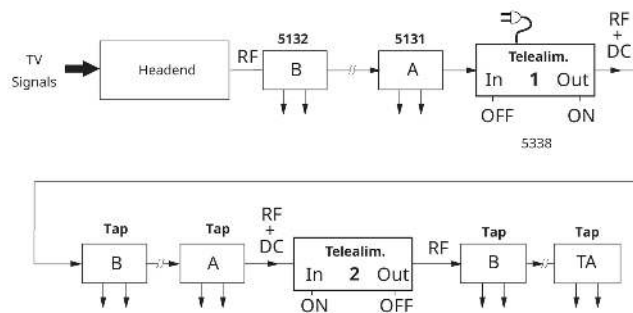 5132
5131
TV
Signals
Headend
RF
B
A
Telealim.
In 1 Out
OFF ON
5338
RF
+
DC
Tap
B
Tap
A
RF
+
DC
Telealim.
In 2 Out
ON OFF
RF
Tap
B
Tap
TA